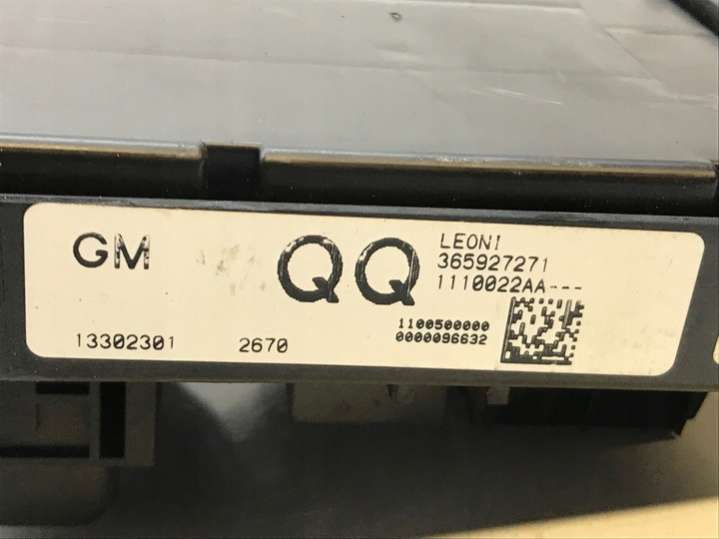 GM
QQ
LEONI
365927271
1110022AA---
1100500000
0000096632
13302301
2670